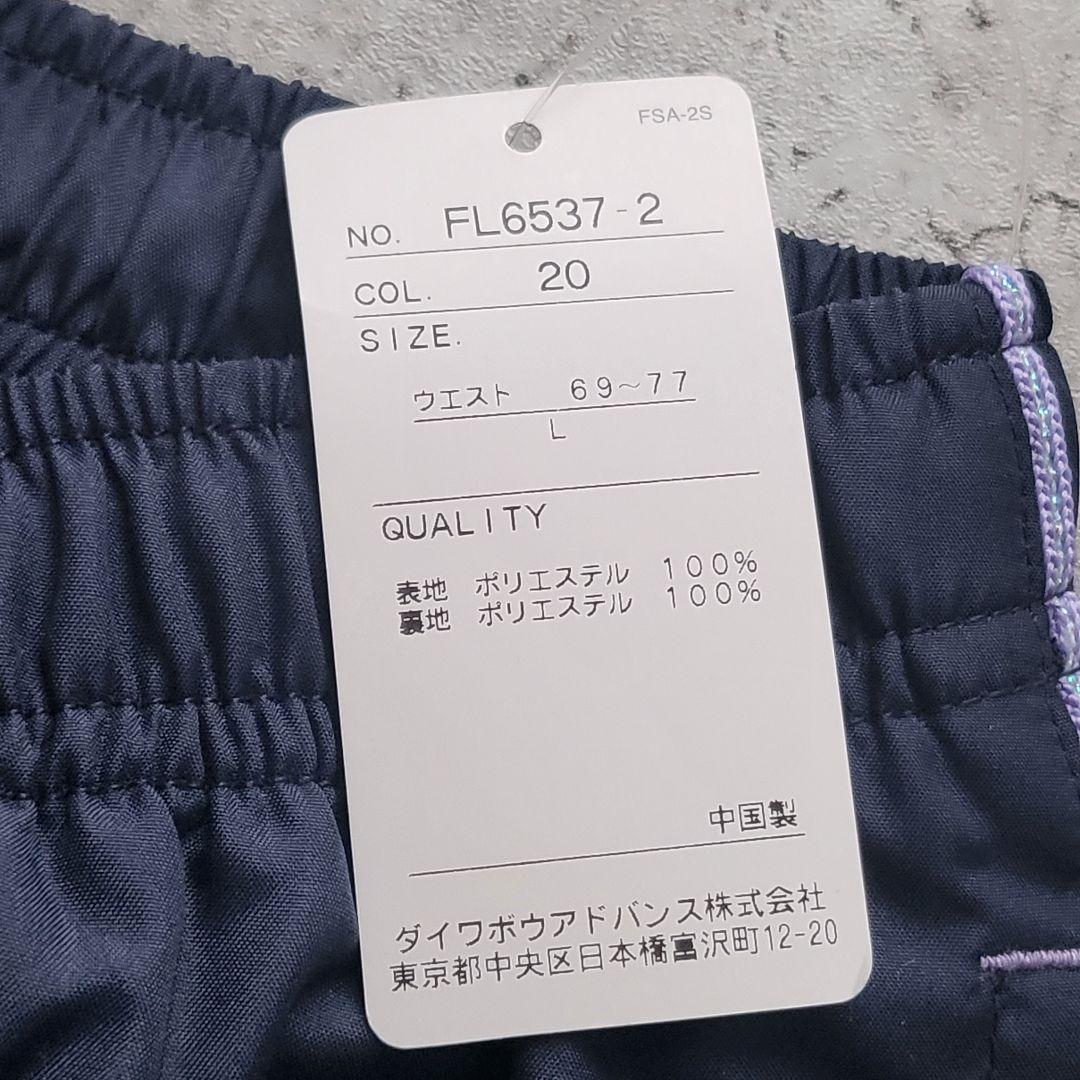 FSA-2S
NO. FL6537-2
COL. 20
SIZE.
ウエスト 69~77
L
QUALITY
表地 ポリエステル 100%
裏地 ポリエステル 100%
中国製
ダイワボウアドバンス株式会社
東京都中央区日本橋富沢町12-20